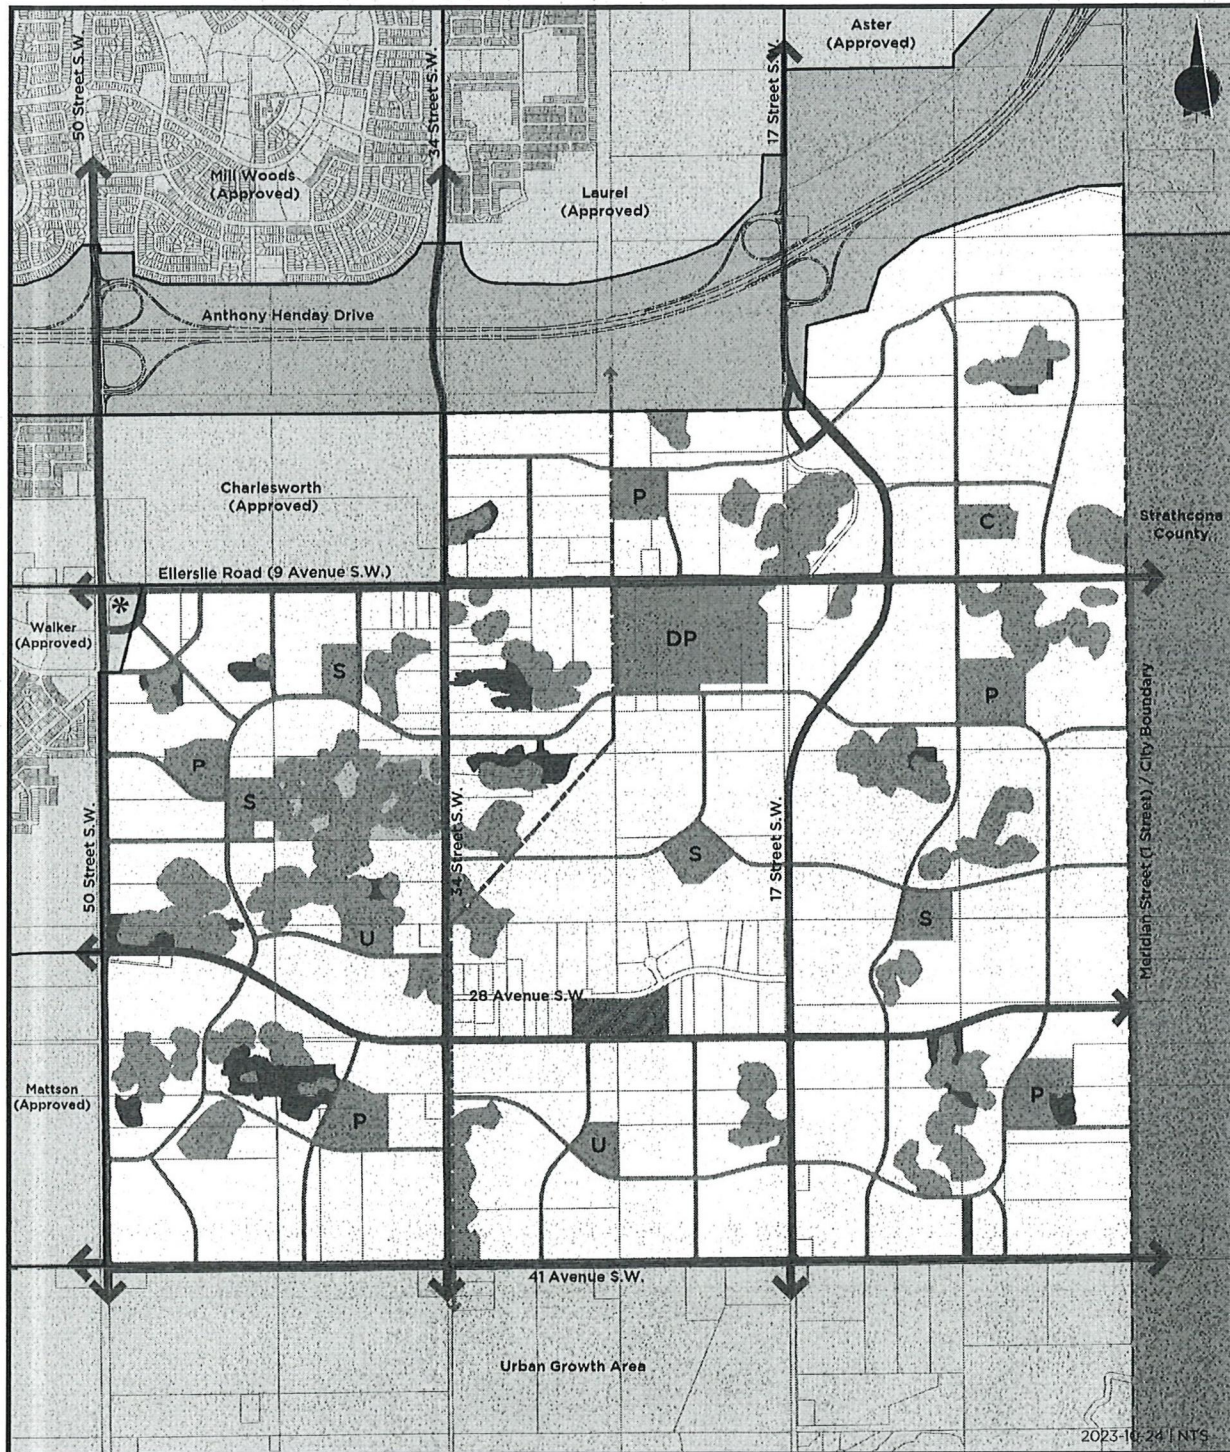 Aster
(Approved)
50 Street S.W.
34 Street S.W.
17 Street S.W.
Mill Woods
(Approved)
Laurel
(Approved)
Anthony Henday Drive
Charlesworth
(Approved)
P
C
Strathcona
County
Ellerslie Road (9 Avenue S.W.)
*
Walker
(Approved)
S
DP
P
P
S
50 Street S.W.
34 Street S.W.
17 Street S.W.
Meridian Street (1 Street) / City Boundary
S
S
U
28 Avenue S.W.
Mattson
(Approved)
P
P
U
41 Avenue S.W.
Urban Growth Area
2023-10-24 | NTS